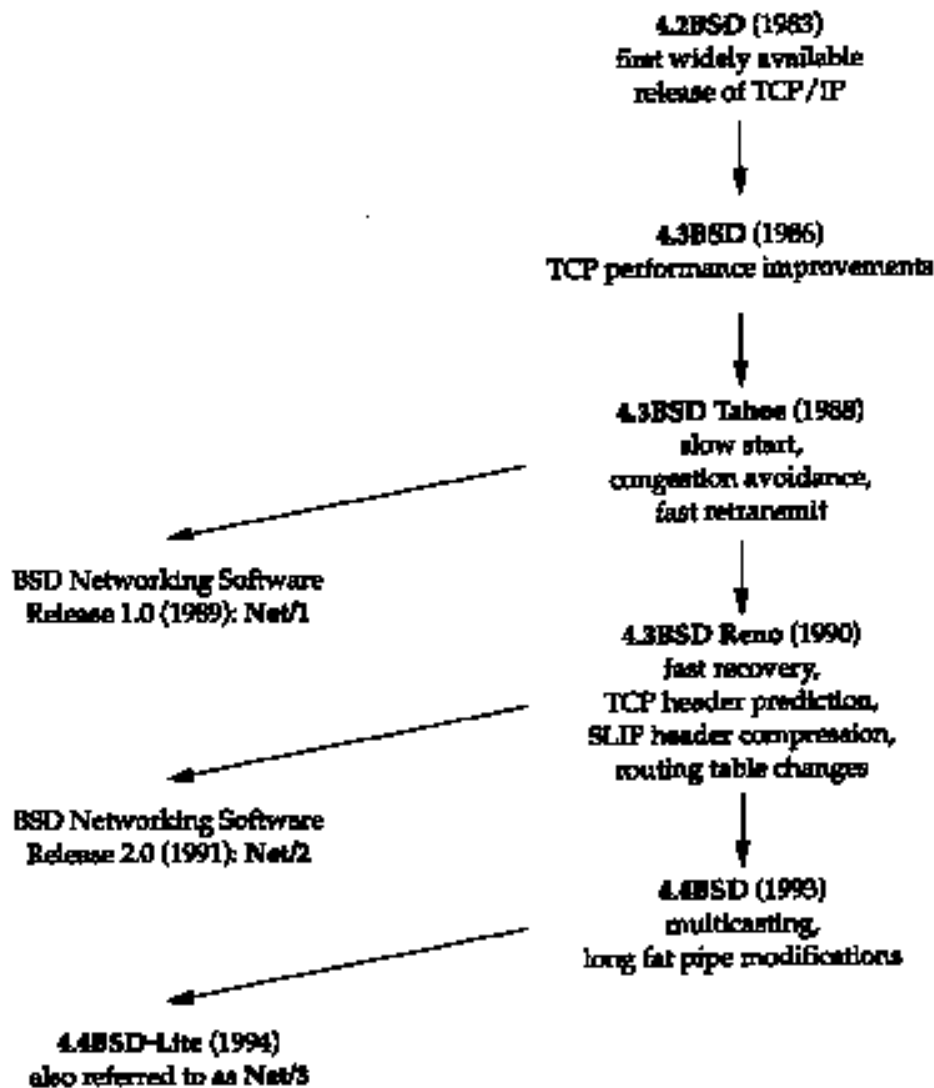 4.2BSD (1983)
first widely available
release of TCP/IP
4.3BSD (1986)
TCP performance improvements
4.3BSD Tahoe (1988)
slow start,
congestion avoidance,
fast retransmit
BSD Networking Software
Release 1.0 (1989): Net/1
4.3BSD Reno (1990)
fast recovery,
TCP header prediction,
SLIP header compression,
routing table changes
BSD Networking Software
Release 2.0 (1991): Net/2
4.4BSD (1993)
multicasting,
long fat pipe modifications
4.4BSD-Lite (1994)
also referred to as Net/3